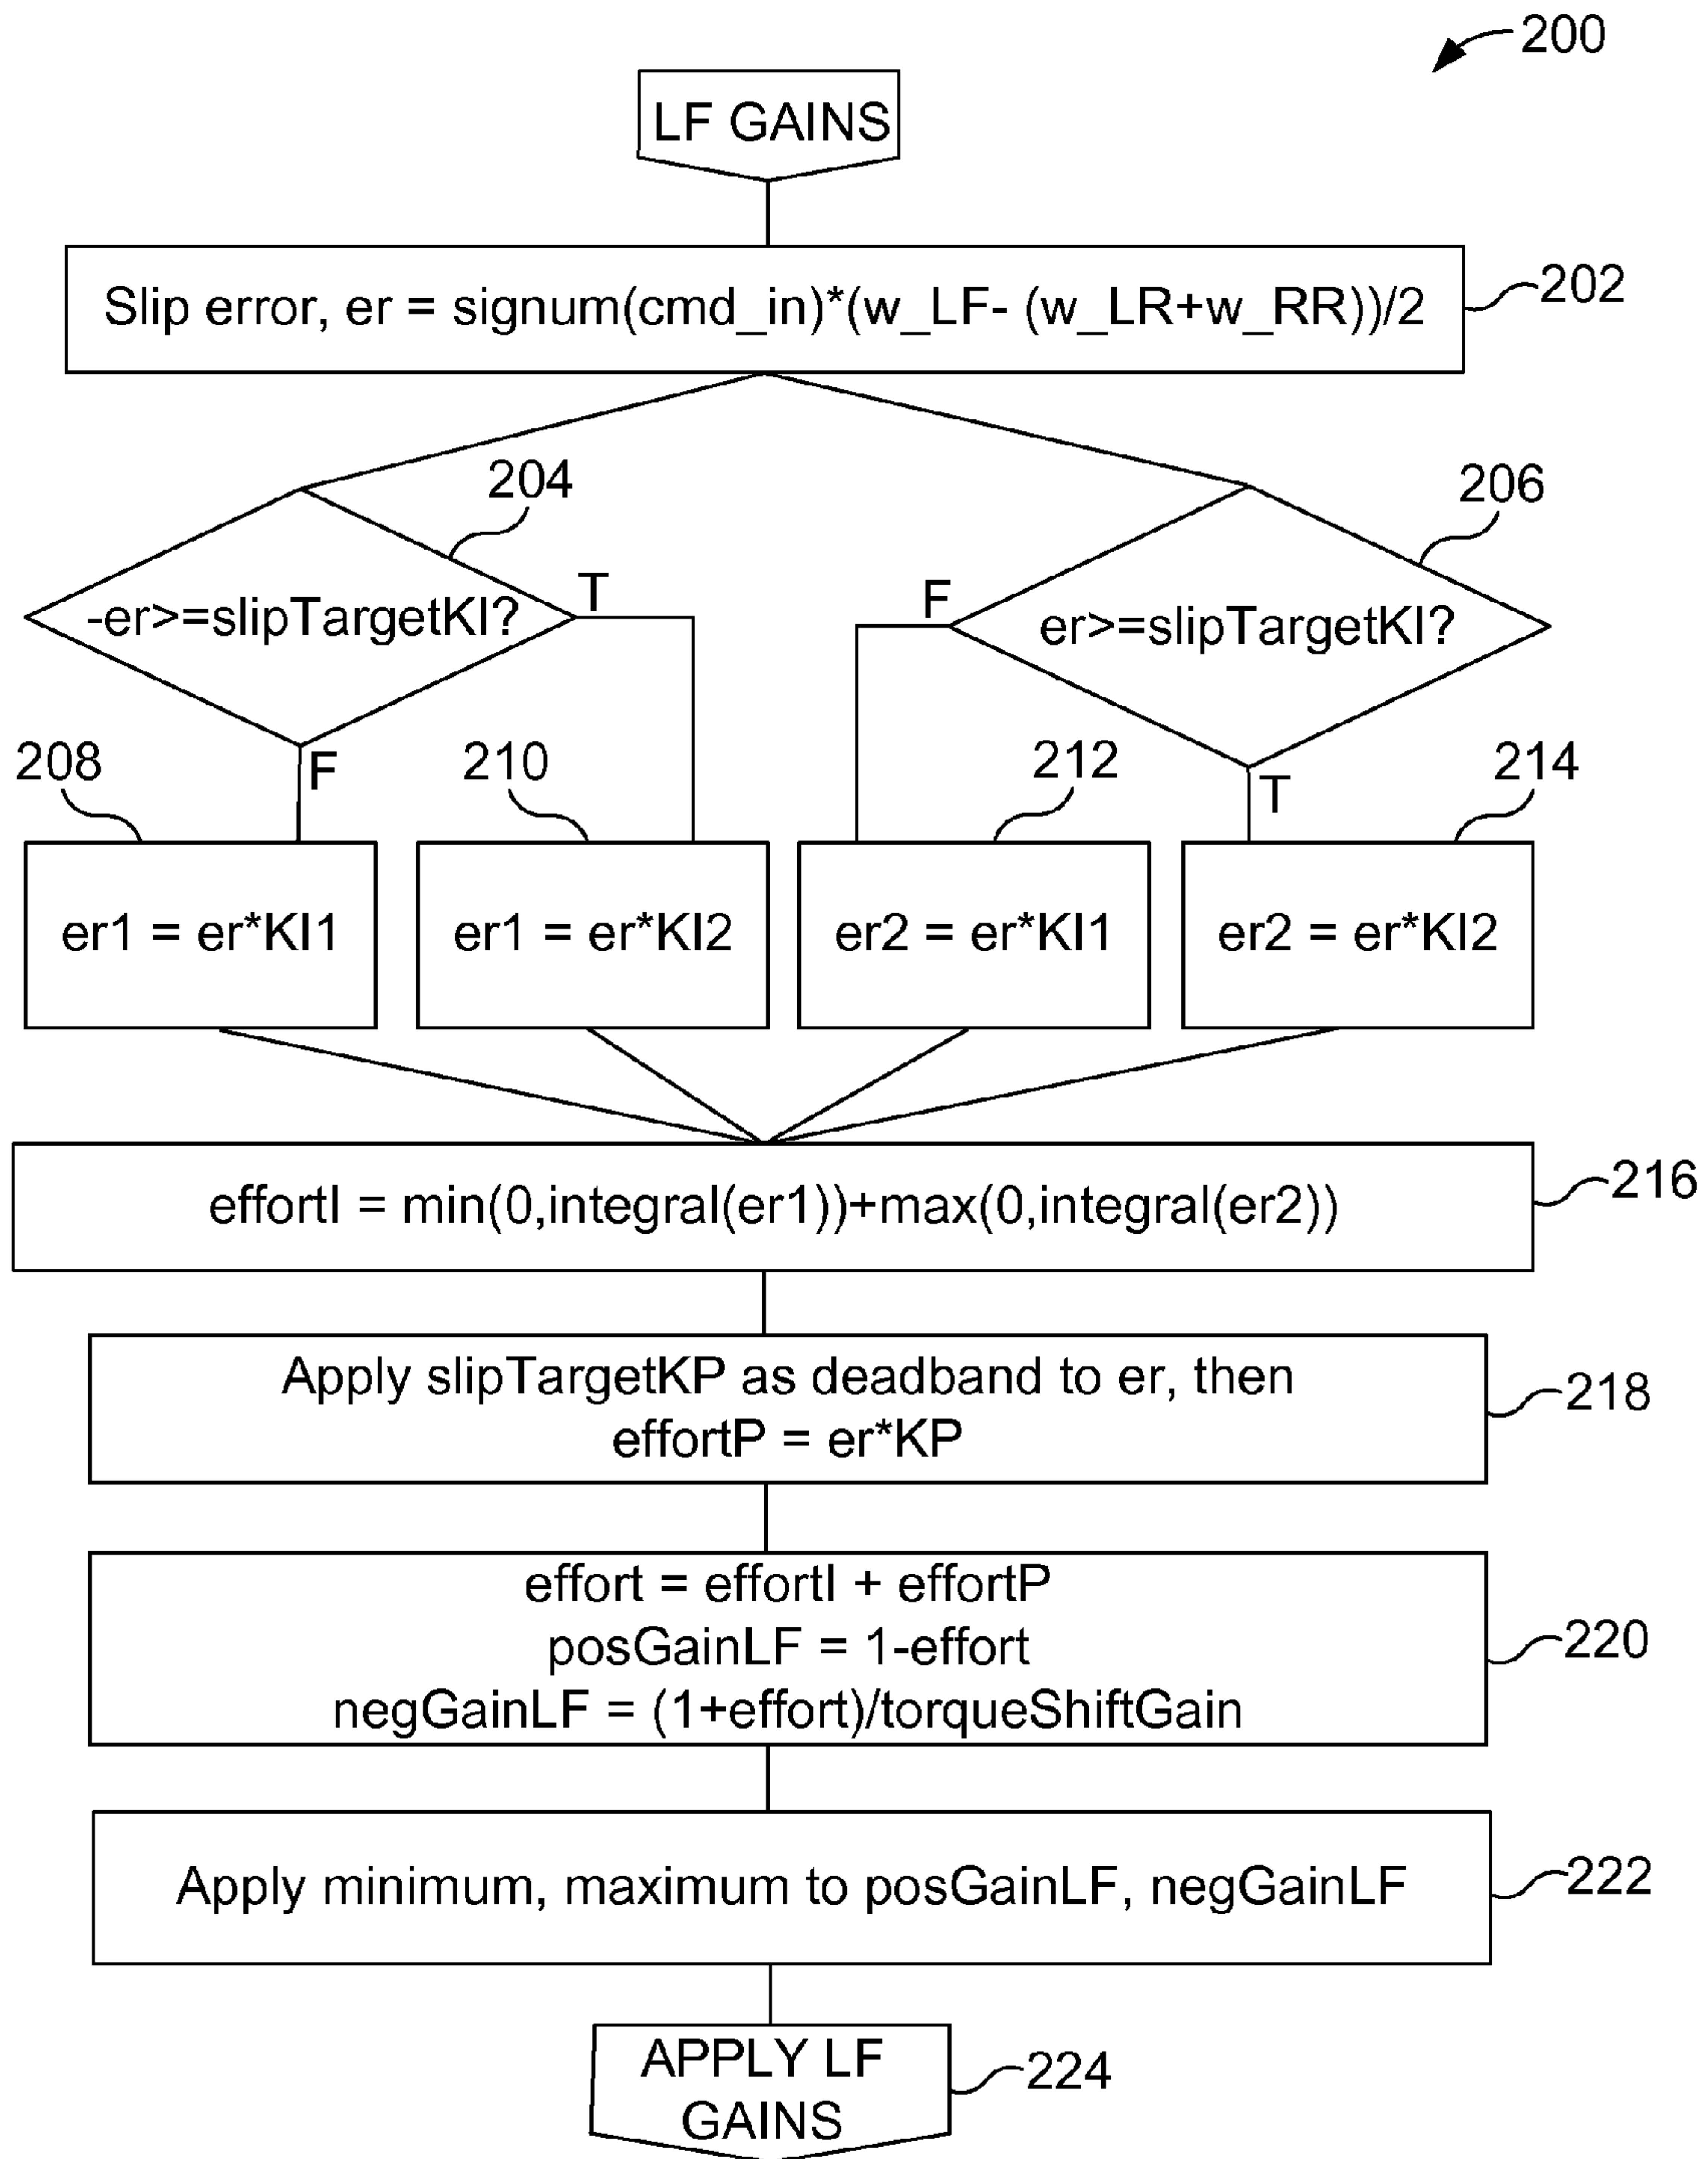 200
LF GAINS
Slip error, er = signum(cmd_in)*(w_LF- (w_LR+w_RR))/2
202
204
206
-er>=slipTargetKI?
T
F
er>=slipTargetKI?
F
T
208
210
212
214
er1 = er*KI1
er1 = er*KI2
er2 = er*KI1
er2 = er*KI2
effortI = min(0,integral(er1))+max(0,integral(er2))
216
Apply slipTargetKP as deadband to er, then
effortP = er*KP
218
effort = effortI + effortP
posGainLF = 1-effort
negGainLF = (1+effort)/torqueShiftGain
220
Apply minimum, maximum to posGainLF, negGainLF
222
APPLY LF
GAINS
224